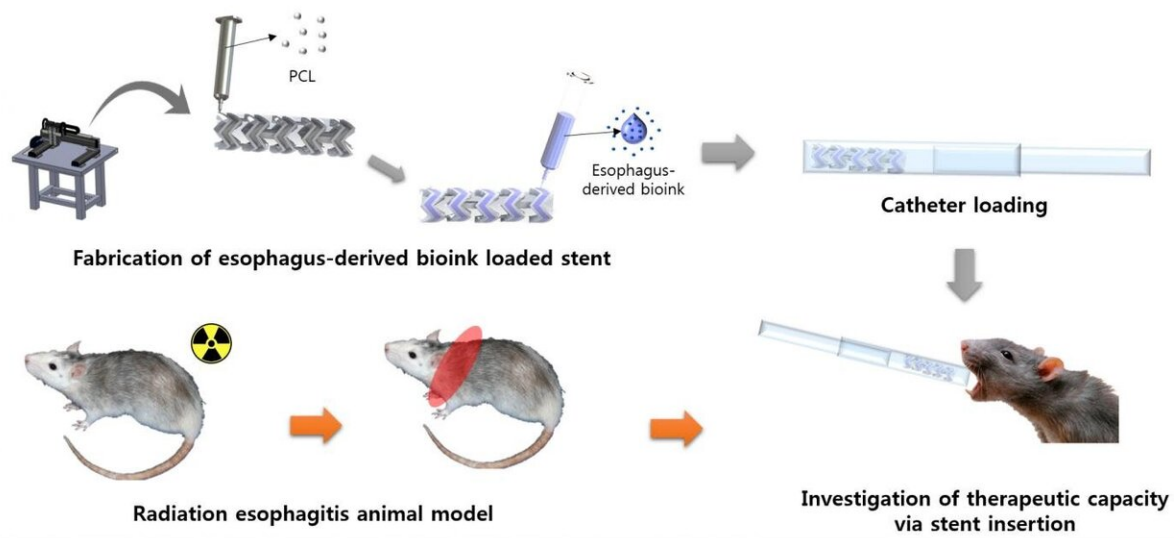 PCL
Esophagus-
derived bioink
Catheter loading
Fabrication of esophagus-derived bioink loaded stent
Radiation esophagitis animal model
Investigation of therapeutic capacity
via stent insertion